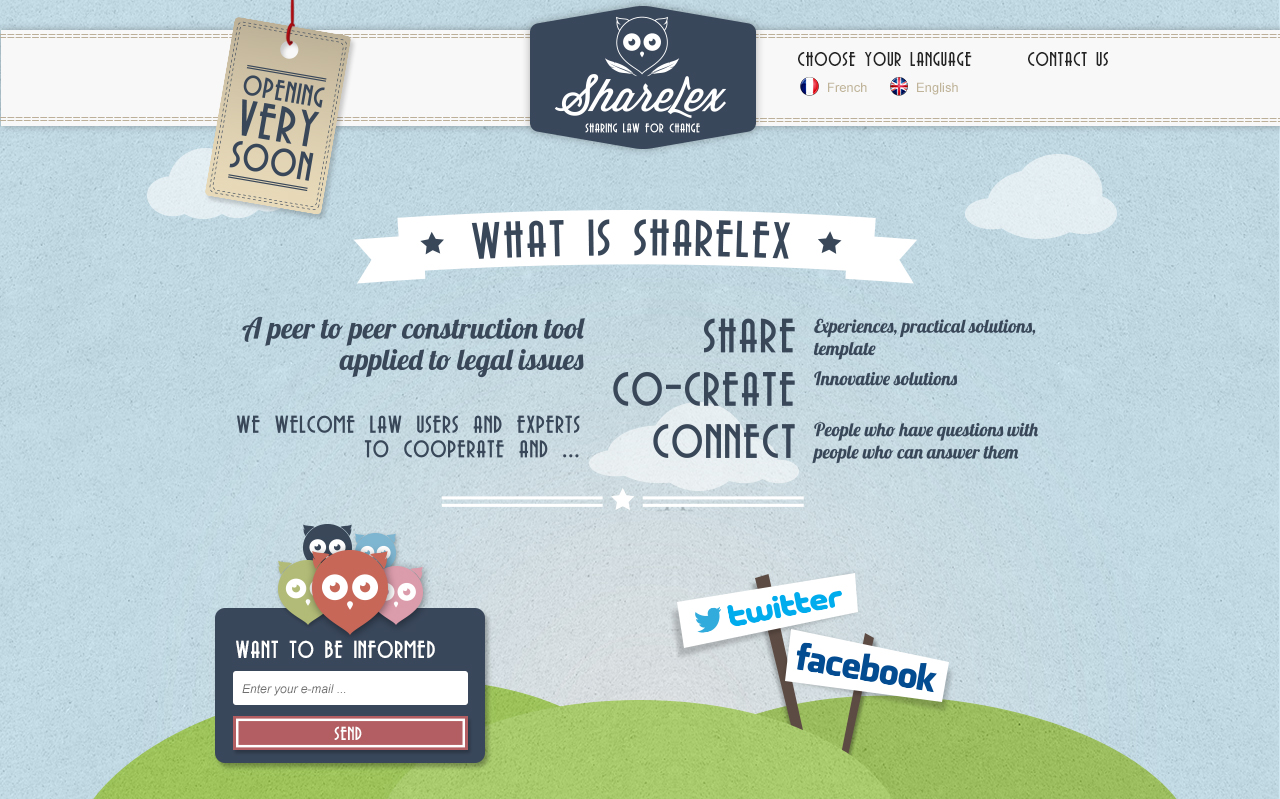 OPENING
VERY
SOON
ShareLex
SHARING LAW FOR CHANGE
CHOOSE YOUR LANGUAGE
French English
CONTACT US
WHAT IS SHARELEX
A peer to peer construction tool
applied to legal issues
WE WELCOME LAW USERS AND EXPERTS
TO COOPERATE AND ...
SHARE
Experiences, practical solutions,
template
CO-CREATE
Innovative solutions
CONNECT
People who have questions with
people who can answer them
WANT TO BE INFORMED
Enter your e-mail ...
SEND
twitter
facebook